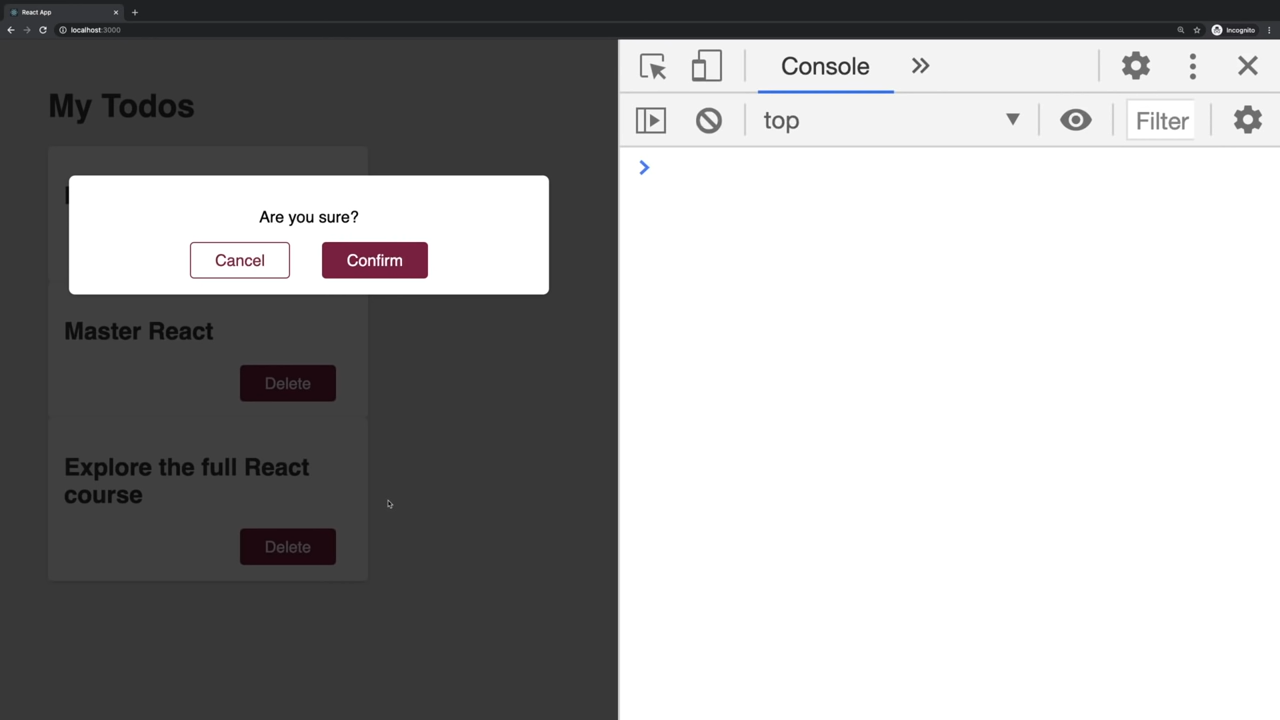 React App
localhost:3000
Incognito
My Todos
Are you sure?
Cancel
Confirm
Master React
Delete
Explore the full React
course
Delete
Console
top
Filter